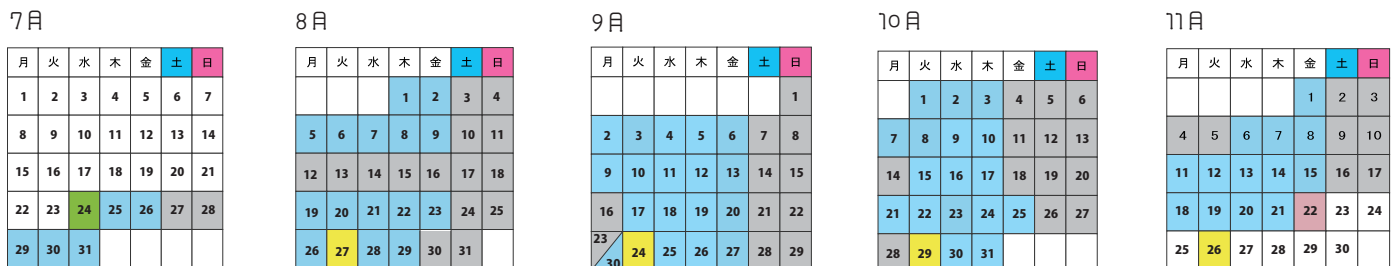 7月
月 火 水 木 金 土 日
1 2 3 4 5 6 7
8 9 10 11 12 13 14
15 16 17 18 19 20 21
22 23 24 25 26 27 28
29 30 31
8月
月 火 水 木 金 土 日
1 2 3 4
5 6 7 8 9 10 11
12 13 14 15 16 17 18
19 20 21 22 23 24 25
26 27 28 29 30 31
9月
月 火 水 木 金 土 日
1
2 3 4 5 6 7 8
9 10 11 12 13 14 15
16 17 18 19 20 21 22
23 30 24 25 26 27 28 29
10月
月 火 水 木 金 土 日
1 2 3 4 5 6
7 8 9 10 11 12 13
14 15 16 17 18 19 20
21 22 23 24 25 26 27
28 29 30 31
11月
月 火 水 木 金 土 日
1 2 3
4 5 6 7 8 9 10
11 12 13 14 15 16 17
18 19 20 21 22 23 24
25 26 27 28 29 30